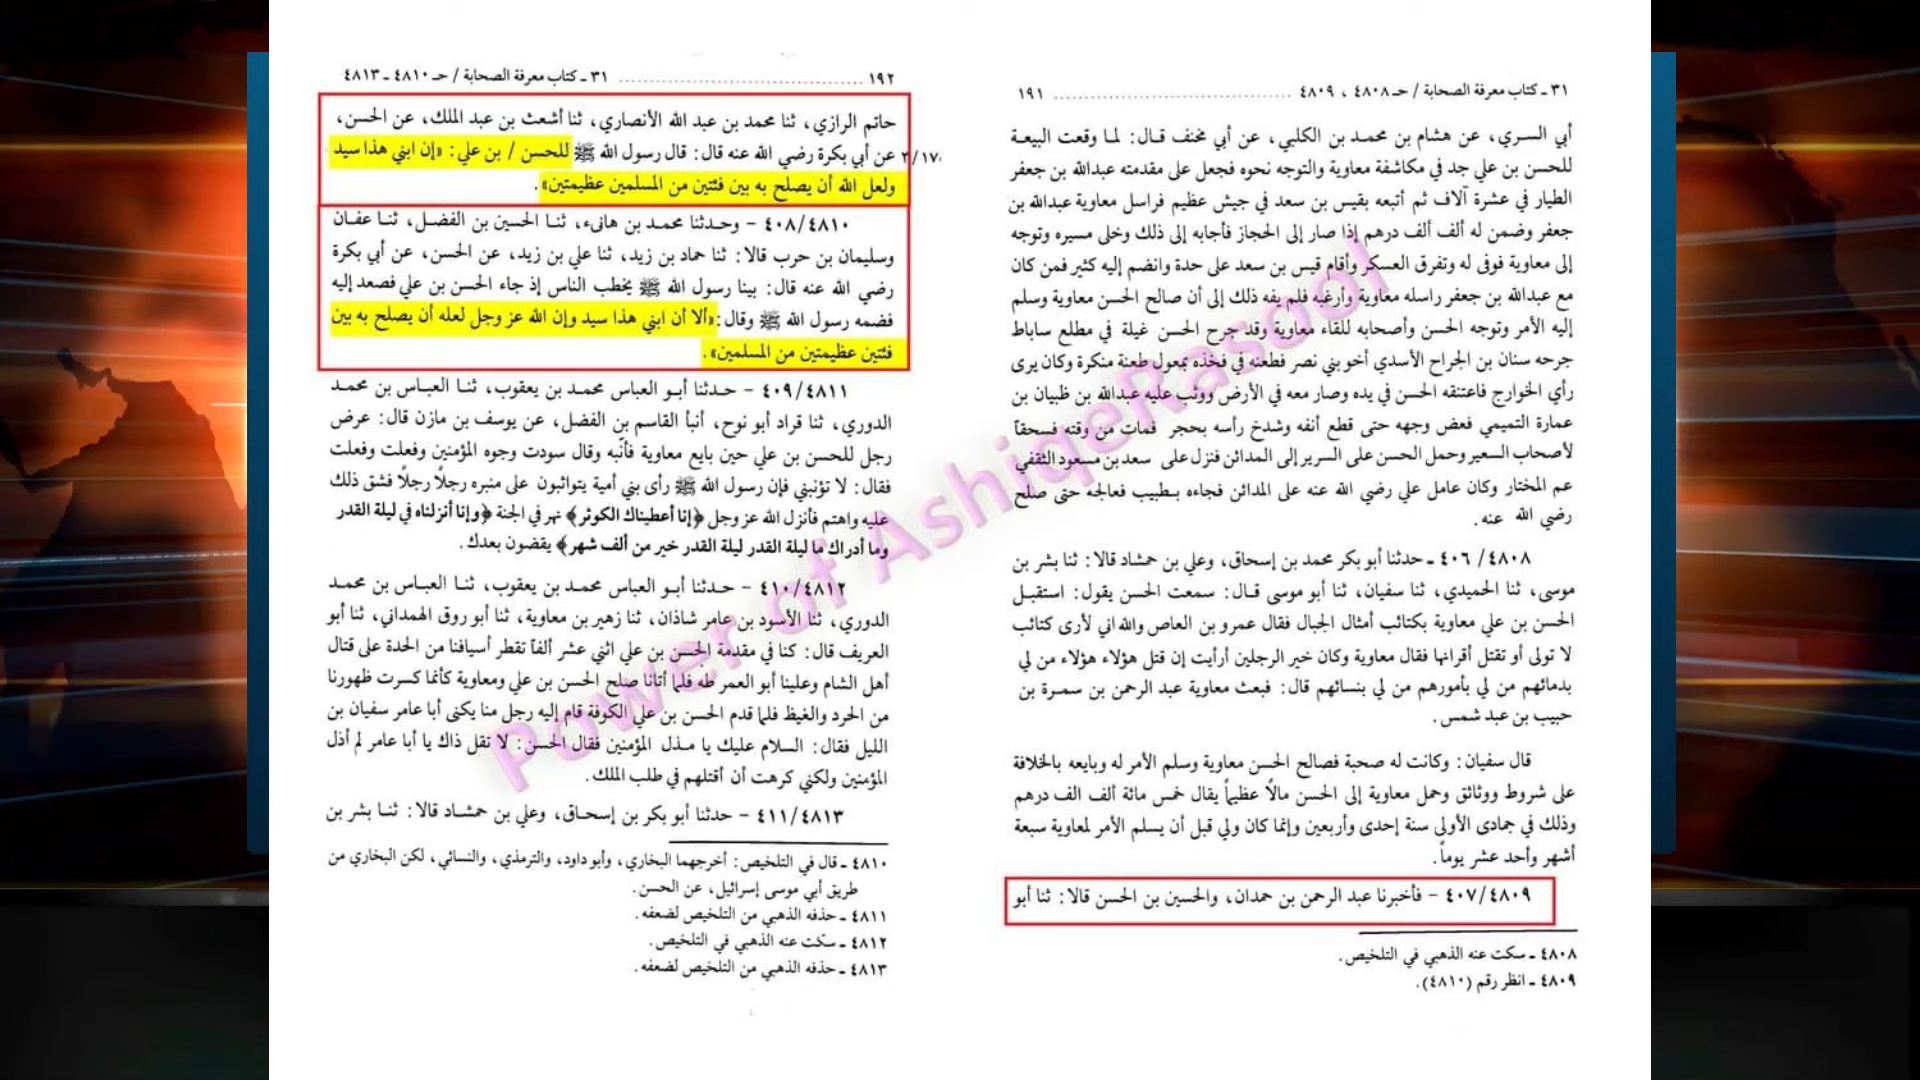 ٣١ ـ كتاب معرفة الصحابة / حـ ٤٨٠٨ ، ٤٨٠٩ ........................................ ١٩١
أبي السري، عن هشام بن محمد بن الكلبي، عن أبي مخنف قال: لما وقعت البيعة
للحسن بن علي جد في مكاشفة معاوية والتوجه نحوه فجعل على مقدمته عبدالله بن جعفر
الطيار في عشرة آلاف ثم أتبعه بقيس بن سعد في جيش عظيم فراسل معاوية عبدالله بن
جعفر وضمن له ألف ألف درهم إذا صار إلى الحجاز فأجابه إلى ذلك وخلى مسيره وتوجه
إلى معاوية فوفى له وتفرق العسكر وأقام قيس بن سعد على حدة وانضم إليه كثير فمن كان
مع عبدالله بن جعفر راسله معاوية وأرغبه فلم يفه ذلك إلى أن صالح الحسن معاوية وسلم
إليه الأمر وتوجه الحسن وأصحابه للقاء معاوية وقد جرح الحسن غيلة في مطلع ساباط
جرحه سنان بن الجراح الأسدي أخو بني نصر فطعنه في فخذه بمعول طعنة منكرة وكان يرى
رأي الخوارج فاعتنقه الحسن في يده وصار معه في الأرض ووثب عليه عبدالله بن ظبيان بن
عمارة التميمي فعض وجهه حتى قطع أنفه وشدخ رأسه بحجر فمات من وقته فسحقاً
لأصحاب السعير وحمل الحسن على السرير إلى المدائن فنزل على سعد بن مسعود الثقفي
عم المختار وكان عامل علي رضي الله عنه على المدائن فجاءه بطبيب فعالجه حتى صلح
رضي الله عنه.
٤٠٦/٤٨٠٨ ـ حدثنا أبو بكر محمد بن إسحاق، وعلي بن حمشاد قالا: ثنا بشر بن
موسى، ثنا الحميدي، ثنا سفيان، ثنا أبو موسى قال: سمعت الحسن يقول: استقبل
الحسن بن علي معاوية بكتائب أمثال الجبال فقال عمرو بن العاص والله اني لأرى كتائب
لا تولى أو تقتل أقرانها فقال معاوية وكان خير الرجلين أرأيت إن قتل هؤلاء هؤلاء من لي
بدمائهم من لي بأمورهم من لي بنسائهم قال: فبعث معاوية عبد الرحمن بن سمرة بن
حبيب بن عبد شمس.
قال سفيان: وكانت له صحبة فصالح الحسن معاوية وسلم الأمر له وبايعه بالخلافة
على شروط ووثائق وحمل معاوية إلى الحسن مالاً عظيماً يقال خمس مائة ألف الف درهم
وذلك في جمادى الأولى سنة إحدى وأربعين وإنما كان ولي قبل أن يسلم الأمر لمعاوية سبعة
أشهر وأحد عشر يوماً.
٤٠٧/٤٨٠٩ - فأخبرنا عبد الرحمن بن حمدان، والحسين بن الحسن قالا: ثنا أبو
٤٨٠٨ ـ سكت عنه الذهبي في التلخيص.
٤٨٠٩ ـ انظر رقم (٤٨١٠).
١٩٢ ........................................ ٣١ ـ كتاب معرفة الصحابة / حـ ٤٨١٠ ـ ٤٨١٣
حاتم الرازي، ثنا محمد بن عبد الله الأنصاري، ثنا أشعث بن عبد الملك، عن الحسن،
٣/١٧٥ عن أبي بكرة رضي الله عنه قال: قال رسول الله ﷺ للحسن / بن علي: «إن ابني هذا سيد
ولعل الله أن يصلح به بين فئتين من المسلمين عظيمتين».
٤٠٨/٤٨١٠ - وحدثنا محمد بن هانىء، ثنا الحسين بن الفضل، ثنا عفان
وسليمان بن حرب قالا: ثنا حماد بن زيد، ثنا علي بن زيد، عن الحسن، عن أبي بكرة
رضي الله عنه قال: بينا رسول الله ﷺ يخطب الناس إذ جاء الحسن بن علي فصعد إليه
فضمه رسول الله ﷺ وقال: «ألا أن ابني هذا سيد وإن الله عز وجل لعله أن يصلح به بين
فئتين عظيمتين من المسلمين».
٤٠٩/٤٨١١ - حدثنا أبو العباس محمد بن يعقوب، ثنا العباس بن محمد
الدوري، ثنا قراد أبو نوح، أنبأ القاسم بن الفضل، عن يوسف بن مازن قال: عرض
رجل للحسن بن علي حين بايع معاوية فأنّبه وقال سودت وجوه المؤمنين وفعلت وفعلت
فقال: لا تؤنبني فإن رسول الله ﷺ رأى بني أمية يتواثبون على منبره رجلاً رجلاً فشق ذلك
عليه واهتم فأنزل الله عز وجل ﴿إنا أعطيناك الكوثر﴾ نهر في الجنة ﴿وإنا أنزلناه في ليلة القدر
وما أدراك ما ليلة القدر ليلة القدر خير من ألف شهر﴾ يقضون بعدك.
٤١٠/٤٨١٢ - حدثنا أبو العباس محمد بن يعقوب، ثنا العباس بن محمد
الدوري، ثنا الأسود بن عامر شاذان، ثنا زهير بن معاوية، ثنا أبو روق الهمداني، ثنا أبو
العريف قال: كنا في مقدمة الحسن بن علي اثني عشر ألفاً تقطر أسيافنا من الحدة على قتال
أهل الشام وعلينا أبو العمر طه فلما أتانا صلح الحسن بن علي ومعاوية كأنما كسرت ظهورنا
من الحرد والغيظ فلما قدم الحسن بن علي الكوفة قام إليه رجل منا يكنى أبا عامر سفيان بن
الليل فقال: السلام عليك يا مذل المؤمنين فقال الحسن: لا تقل ذاك يا أبا عامر لم أذل
المؤمنين ولكني كرهت أن أقتلهم في طلب الملك.
٤١١/٤٨١٣ - حدثنا أبو بكر بن إسحاق، وعلي بن حمشاد قالا: ثنا بشر بن
٤٨١٠ ـ قال في التلخيص: أخرجهما البخاري، وأبو داود، والترمذي، والنسائي، لكن البخاري من
طريق أبي موسى إسرائيل، عن الحسن.
٤٨١١ ـ حذفه الذهبي من التلخيص لضعفه.
٤٨١٢ ـ سكت عنه الذهبي في التلخيص.
٤٨١٣ ـ حذفه الذهبي من التلخيص لضعفه.
Power of AshiqeRasool